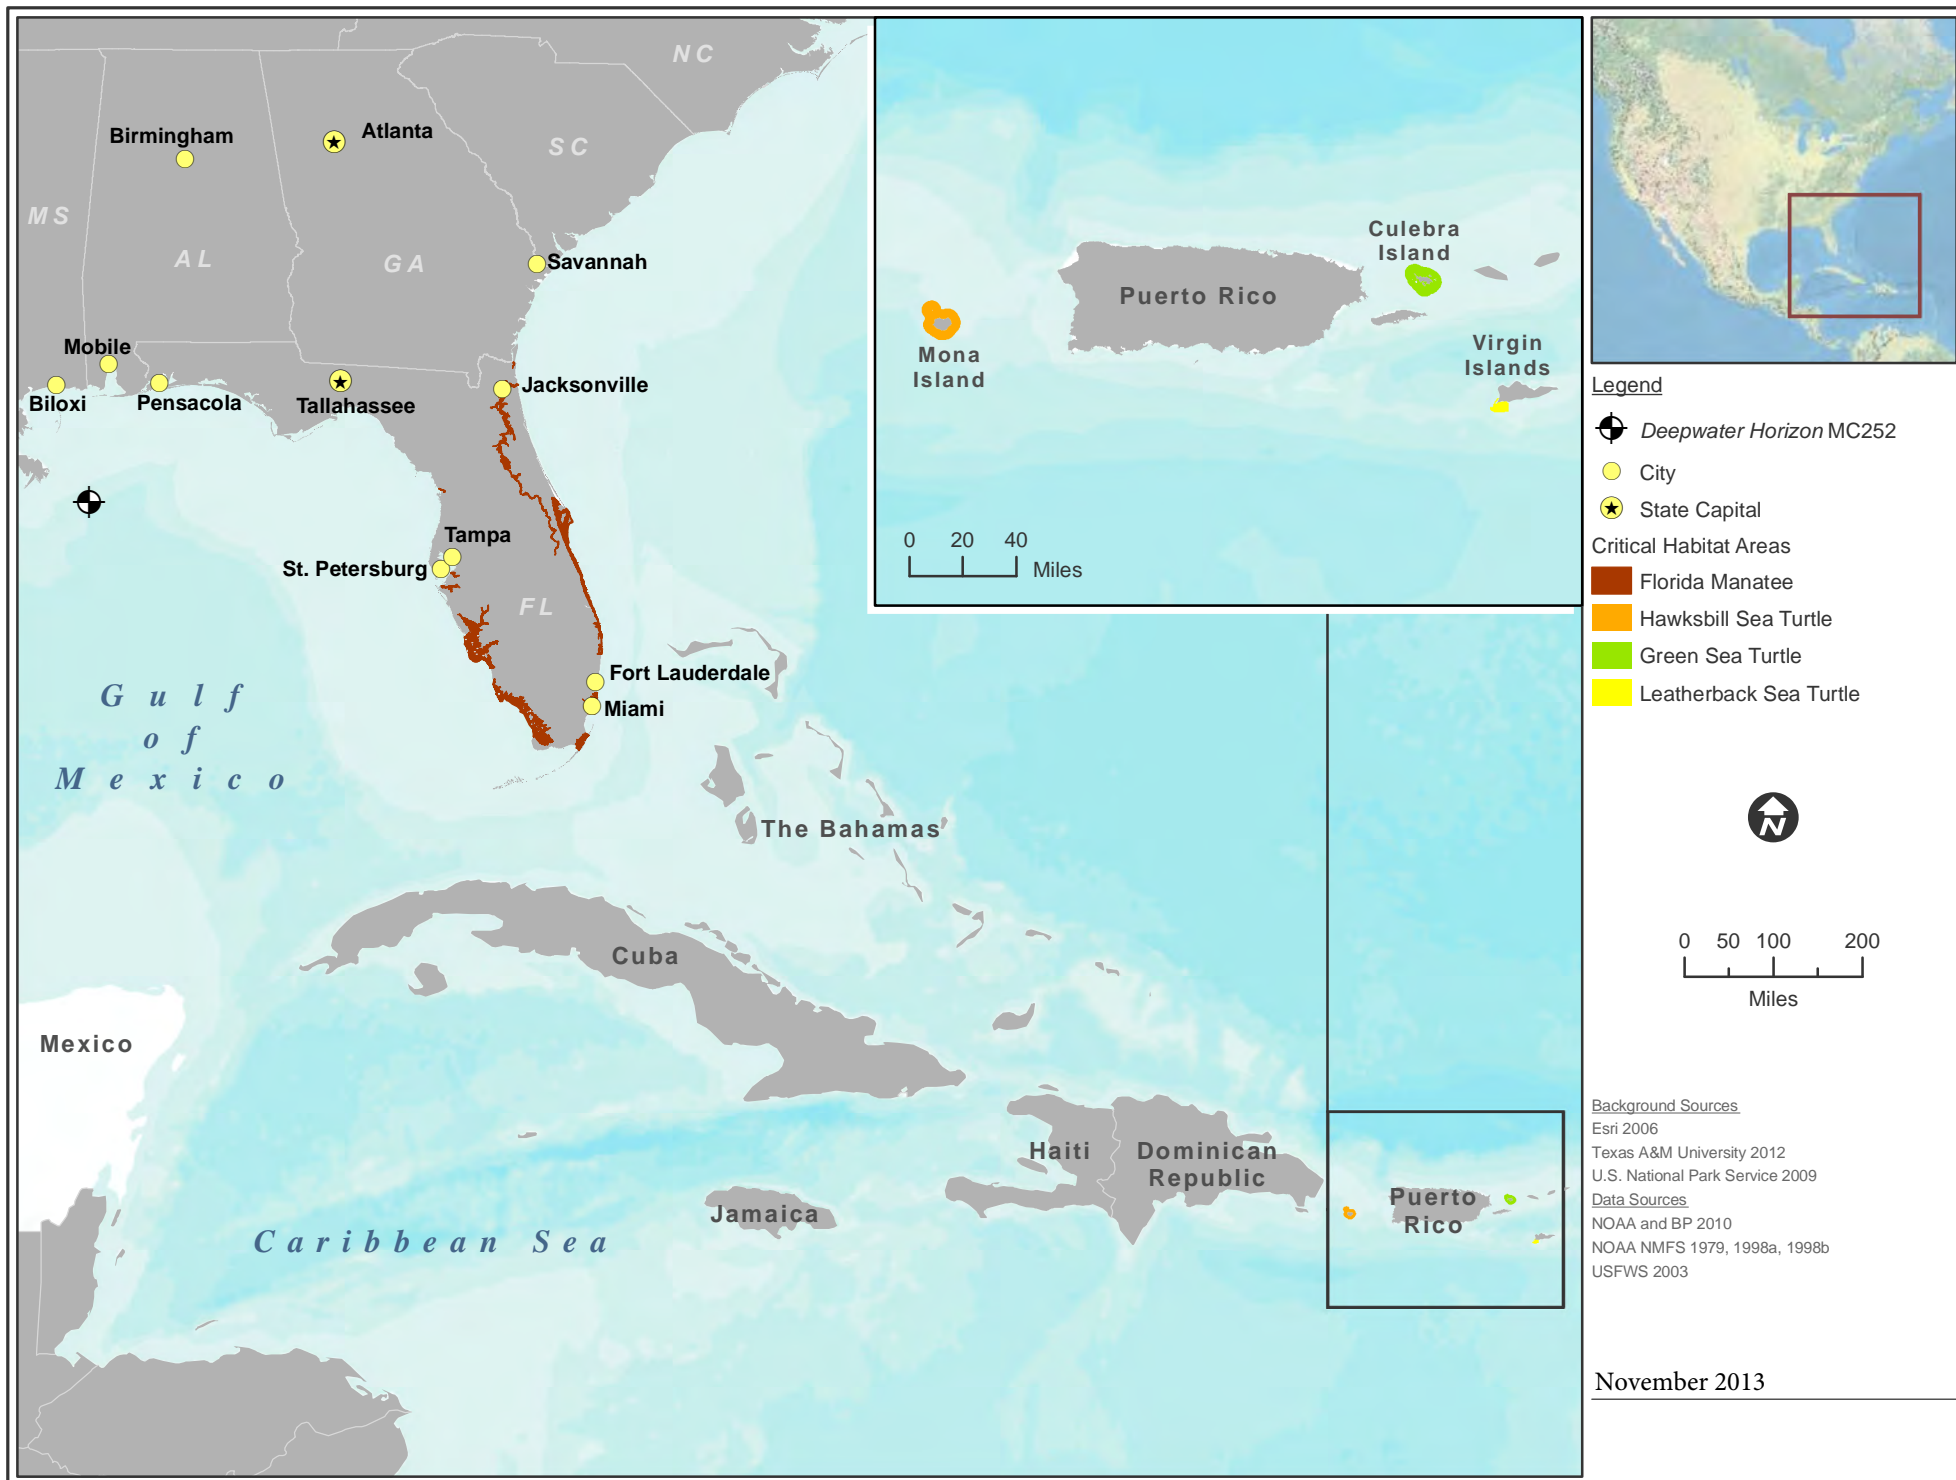 NC
Birmingham
Atlanta
SC
MS
AL
GA
Savannah
Mobile
Biloxi
Pensacola
Tallahassee
Jacksonville
Tampa
St. Petersburg
FL
Fort Lauderdale
Miami
Gulf
of
Mexico
The Bahamas
Cuba
Mexico
Haiti
Dominican
Republic
Jamaica
Puerto
Rico
Caribbean Sea
Culebra
Island
Puerto Rico
Mona
Island
Virgin
Islands
0 20 40
Miles
Legend
Deepwater Horizon MC252
City
State Capital
Critical Habitat Areas
Florida Manatee
Hawksbill Sea Turtle
Green Sea Turtle
Leatherback Sea Turtle
N
0 50 100 200
Miles
Background Sources
Esri 2006
Texas A&M University 2012
U.S. National Park Service 2009
Data Sources
NOAA and BP 2010
NOAA NMFS 1979, 1998a, 1998b
USFWS 2003
November 2013